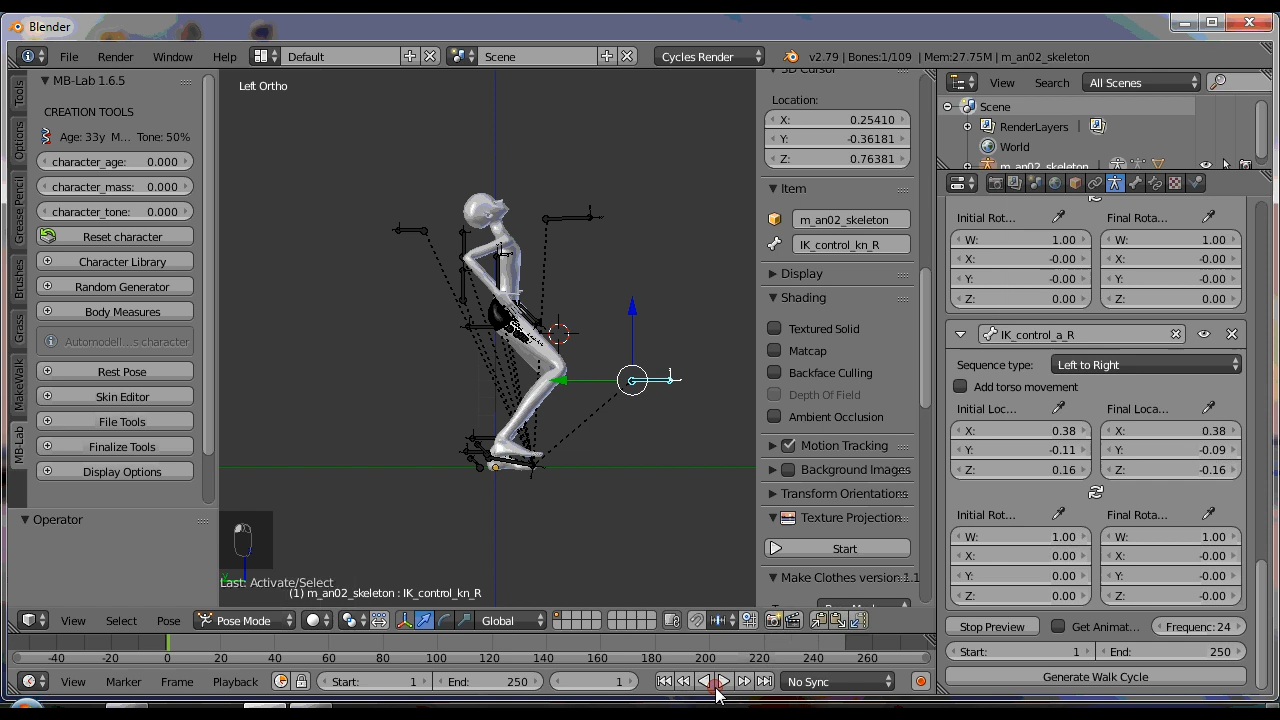 Blender
File Render Window Help Default Scene Cycles Render v2.79 | Bones:1/109 | Mem:27.75M | m_an02_skeleton
MB-Lab 1.6.5
CREATION TOOLS
Age: 33y M... Tone: 50%
character_age: 0.000
character_mass: 0.000
character_tone: 0.000
Reset character
Character Library
Random Generator
Body Measures
Automodell...s character
Rest Pose
Skin Editor
File Tools
Finalize Tools
Display Options
Operator
Tools
Options
Grease Pencil
Brushes
Grass
MakeWalk
MB-Lab
Left Ortho
y
Last: Activate/Select
(1) m_an02_skeleton : IK_control_kn_R
3D Cursor
Location:
X: 0.25410
Y: -0.36181
Z: 0.76381
Item
m_an02_skeleton
IK_control_kn_R
Display
Shading
Textured Solid
Matcap
Backface Culling
Depth Of Field
Ambient Occlusion
Motion Tracking
Background Images
Transform Orientations
Texture Projection
Start
Make Clothes version:1.1
View Search All Scenes
Scene
RenderLayers
World
m_an02_skeleton
Initial Rot... Final Rota...
W: 1.00 W: 1.00
X: -0.00 X: 0.00
Y: -0.00 Y: 0.00
Z: 0.00 Z: 0.00
IK_control_a_R
Sequence type: Left to Right
Add torso movement
Initial Loc... Final Loca...
X: 0.38 X: 0.38
Y: -0.11 Y: -0.09
Z: 0.16 Z: -0.16
Initial Rot... Final Rota...
W: 1.00 W: 1.00
X: 0.00 X: -0.00
Y: 0.00 Y: -0.00
Z: 0.00 Z: -0.00
Stop Preview Get Animat... Frequenc: 24
Start: 1 End: 250
Generate Walk Cycle
View Select Pose Pose Mode Global
-40 -20 0 20 40 60 80 100 120 140 160 180 200 220 240 260
View Marker Frame Playback Start: 1 End: 250 1 No Sync